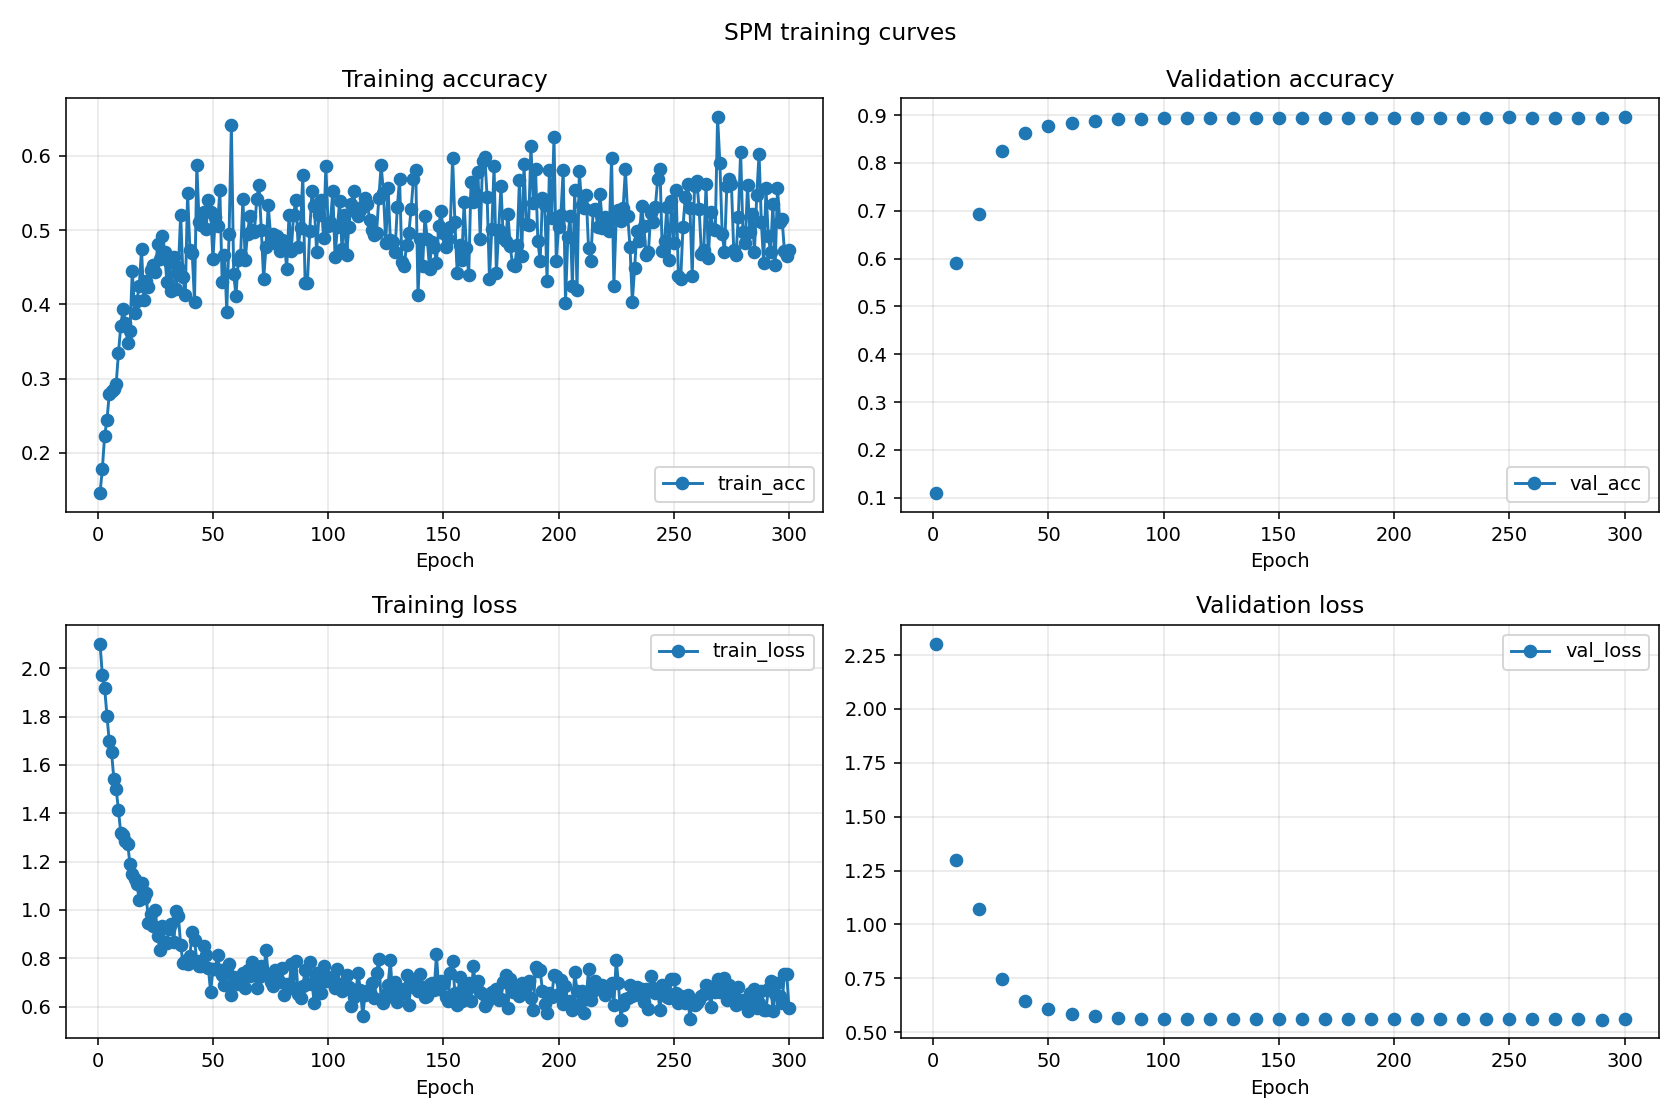 SPM training curves
Training accuracy
0.6
0.5
0.4
0.3
0.2
train_acc
0 50 100 150 200 250 300
Epoch
Validation accuracy
0.9
0.8
0.7
0.6
0.5
0.4
0.3
0.2
0.1
val_acc
0 50 100 150 200 250 300
Epoch
Training loss
2.0
1.8
1.6
1.4
1.2
1.0
0.8
0.6
train_loss
0 50 100 150 200 250 300
Epoch
Validation loss
2.25
2.00
1.75
1.50
1.25
1.00
0.75
0.50
val_loss
0 50 100 150 200 250 300
Epoch